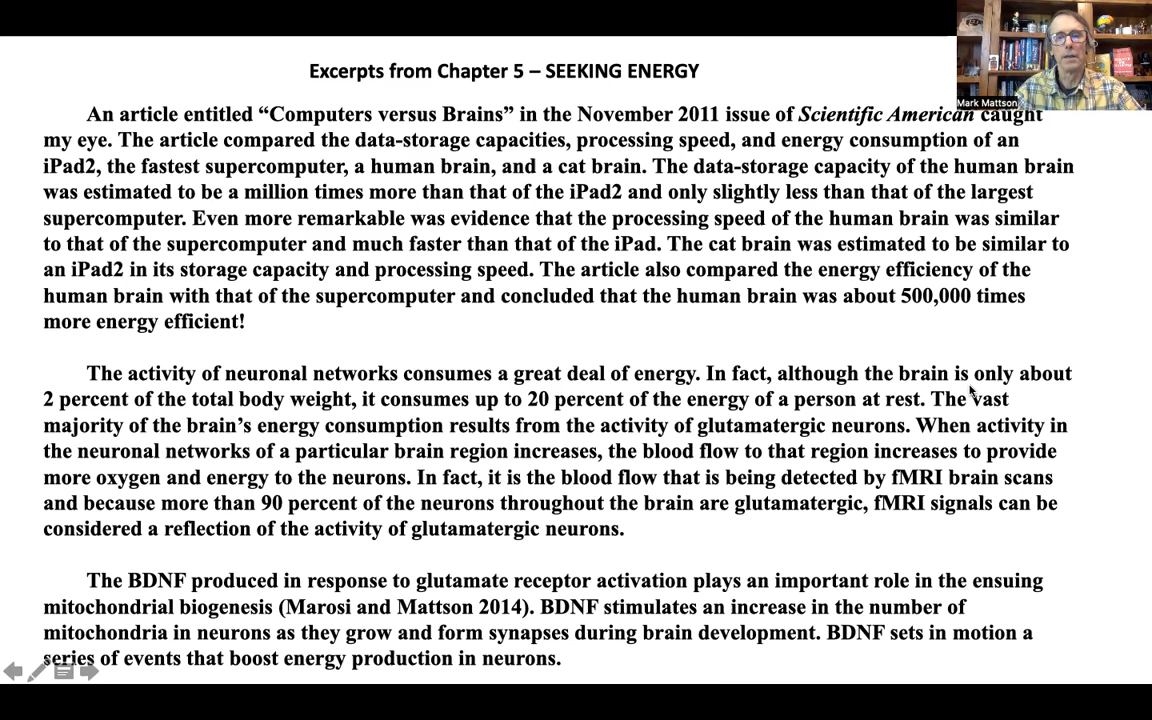 Excerpts from Chapter 5 – SEEKING ENERGY
Mark Mattson
An article entitled “Computers versus Brains” in the November 2011 issue of Scientific American caught
my eye. The article compared the data-storage capacities, processing speed, and energy consumption of an
iPad2, the fastest supercomputer, a human brain, and a cat brain. The data-storage capacity of the human brain
was estimated to be a million times more than that of the iPad2 and only slightly less than that of the largest
supercomputer. Even more remarkable was evidence that the processing speed of the human brain was similar
to that of the supercomputer and much faster than that of the iPad. The cat brain was estimated to be similar to
an iPad2 in its storage capacity and processing speed. The article also compared the energy efficiency of the
human brain with that of the supercomputer and concluded that the human brain was about 500,000 times
more energy efficient!
The activity of neuronal networks consumes a great deal of energy. In fact, although the brain is only about
2 percent of the total body weight, it consumes up to 20 percent of the energy of a person at rest. The vast
majority of the brain’s energy consumption results from the activity of glutamatergic neurons. When activity in
the neuronal networks of a particular brain region increases, the blood flow to that region increases to provide
more oxygen and energy to the neurons. In fact, it is the blood flow that is being detected by fMRI brain scans
and because more than 90 percent of the neurons throughout the brain are glutamatergic, fMRI signals can be
considered a reflection of the activity of glutamatergic neurons.
The BDNF produced in response to glutamate receptor activation plays an important role in the ensuing
mitochondrial biogenesis (Marosi and Mattson 2014). BDNF stimulates an increase in the number of
mitochondria in neurons as they grow and form synapses during brain development. BDNF sets in motion a
series of events that boost energy production in neurons.